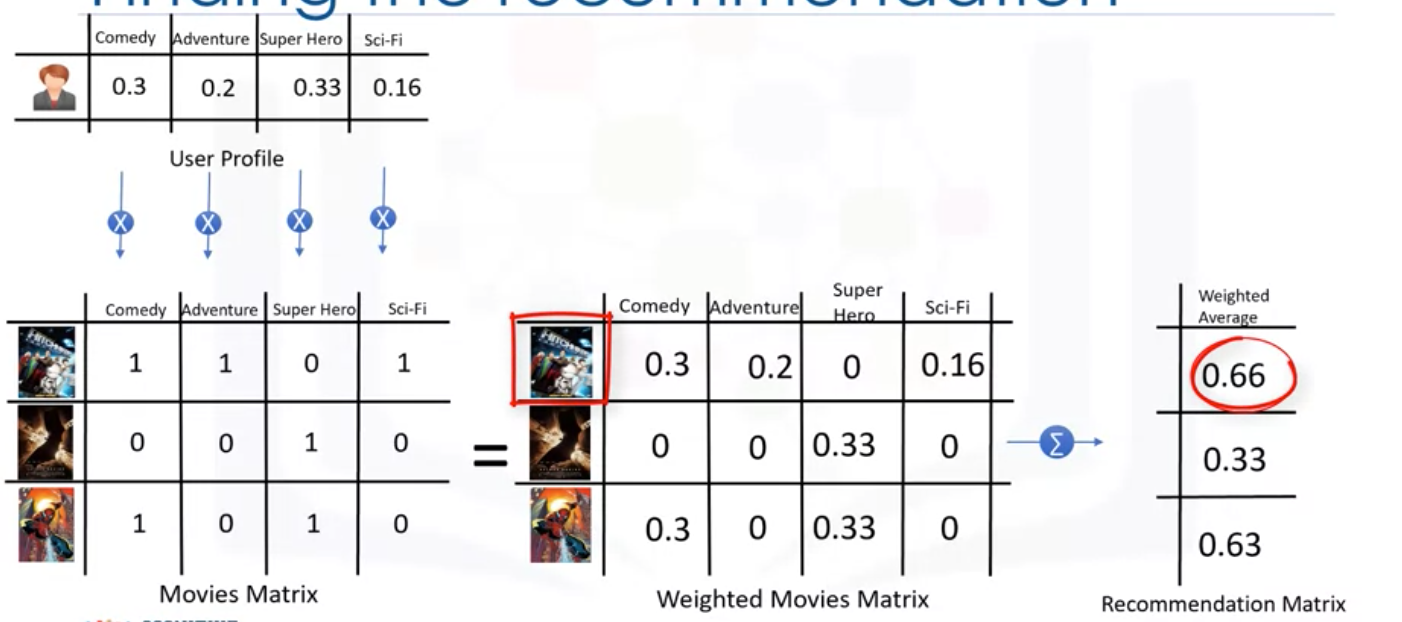 Finding the recommendation
Comedy Adventure Super Hero Sci-Fi
0.3 0.2 0.33 0.16
User Profile
X X X X
Comedy Adventure Super Hero Sci-Fi
1 1 0 1
0 0 1 0
1 0 1 0
Movies Matrix
=
Comedy Adventure Super Hero Sci-Fi
0.3 0.2 0 0.16
0 0 0.33 0
0.3 0 0.33 0
Weighted Movies Matrix
Σ
Weighted
Average
0.66
0.33
0.63
Recommendation Matrix